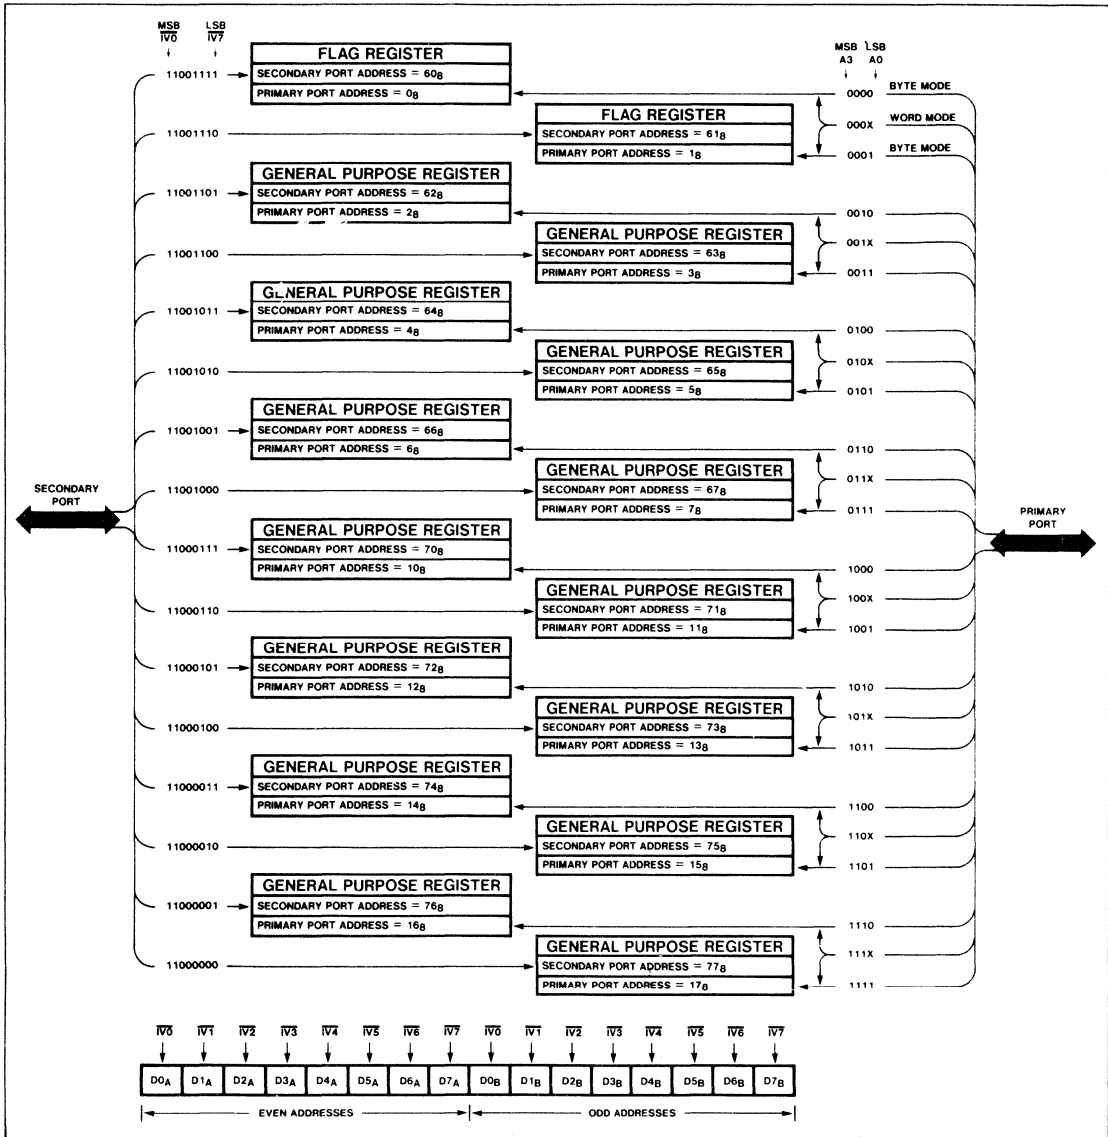 MSB LSB
IV0 IV7
MSB LSB
A3 A0
FLAG REGISTER
11001111 SECONDARY PORT ADDRESS = 60₈
PRIMARY PORT ADDRESS = 0₈ 0000 BYTE MODE
FLAG REGISTER 000X WORD MODE
11001110 SECONDARY PORT ADDRESS = 61₈
PRIMARY PORT ADDRESS = 1₈ 0001 BYTE MODE
GENERAL PURPOSE REGISTER
11001101 SECONDARY PORT ADDRESS = 62₈
PRIMARY PORT ADDRESS = 2₈ 0010
GENERAL PURPOSE REGISTER 001X
11001100 SECONDARY PORT ADDRESS = 63₈
PRIMARY PORT ADDRESS = 3₈ 0011
GENERAL PURPOSE REGISTER
11001011 SECONDARY PORT ADDRESS = 64₈
PRIMARY PORT ADDRESS = 4₈ 0100
GENERAL PURPOSE REGISTER 010X
11001010 SECONDARY PORT ADDRESS = 65₈
PRIMARY PORT ADDRESS = 5₈ 0101
GENERAL PURPOSE REGISTER
11001001 SECONDARY PORT ADDRESS = 66₈
PRIMARY PORT ADDRESS = 6₈ 0110
GENERAL PURPOSE REGISTER 011X
11001000 SECONDARY PORT ADDRESS = 67₈
PRIMARY PORT ADDRESS = 7₈ 0111
SECONDARY
PORT
PRIMARY
PORT
GENERAL PURPOSE REGISTER
11000111 SECONDARY PORT ADDRESS = 70₈
PRIMARY PORT ADDRESS = 10₈ 1000
GENERAL PURPOSE REGISTER 100X
11000110 SECONDARY PORT ADDRESS = 71₈
PRIMARY PORT ADDRESS = 11₈ 1001
GENERAL PURPOSE REGISTER
11000101 SECONDARY PORT ADDRESS = 72₈
PRIMARY PORT ADDRESS = 12₈ 1010
GENERAL PURPOSE REGISTER 101X
11000100 SECONDARY PORT ADDRESS = 73₈
PRIMARY PORT ADDRESS = 13₈ 1011
GENERAL PURPOSE REGISTER
11000011 SECONDARY PORT ADDRESS = 74₈
PRIMARY PORT ADDRESS = 14₈ 1100
GENERAL PURPOSE REGISTER 110X
11000010 SECONDARY PORT ADDRESS = 75₈
PRIMARY PORT ADDRESS = 15₈ 1101
GENERAL PURPOSE REGISTER
11000001 SECONDARY PORT ADDRESS = 76₈
PRIMARY PORT ADDRESS = 16₈ 1110
GENERAL PURPOSE REGISTER 111X
11000000 SECONDARY PORT ADDRESS = 77₈
PRIMARY PORT ADDRESS = 17₈ 1111
IV0 IV1 IV2 IV3 IV4 IV5 IV6 IV7 IV0 IV1 IV2 IV3 IV4 IV5 IV6 IV7
D0A D1A D2A D3A D4A D5A D6A D7A D0B D1B D2B D3B D4B D5B D6B D7B
EVEN ADDRESSES ODD ADDRESSES